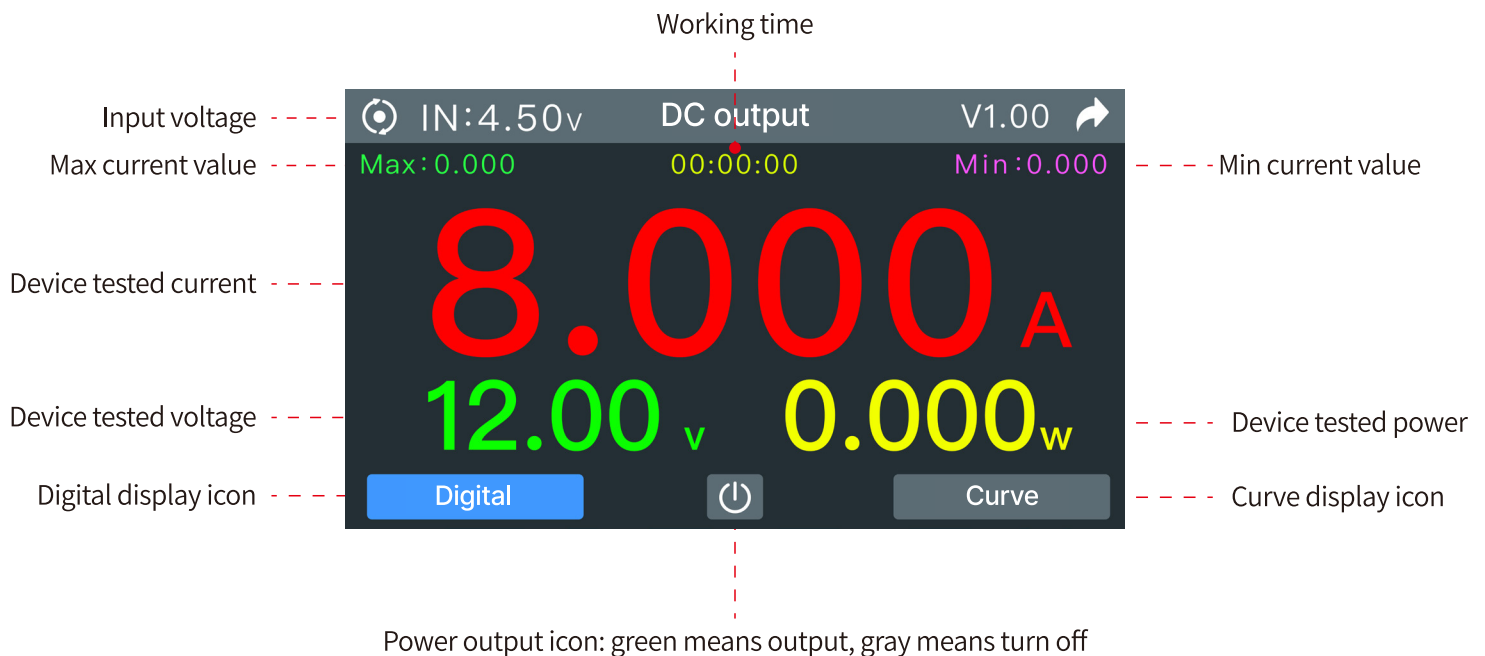 Working time
Input voltage
IN:4.50v
DC output
V1.00
Max current value
Max:0.000
00:00:00
Min:0.000
Min current value
Device tested current
8.000 A
Device tested voltage
12.00 v
0.000w
Device tested power
Digital display icon
Digital
Curve
Curve display icon
Power output icon: green means output, gray means turn off